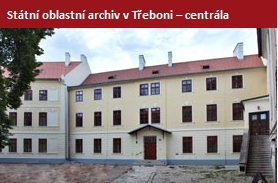 Státní oblastní archiv v Třeboni – centrála